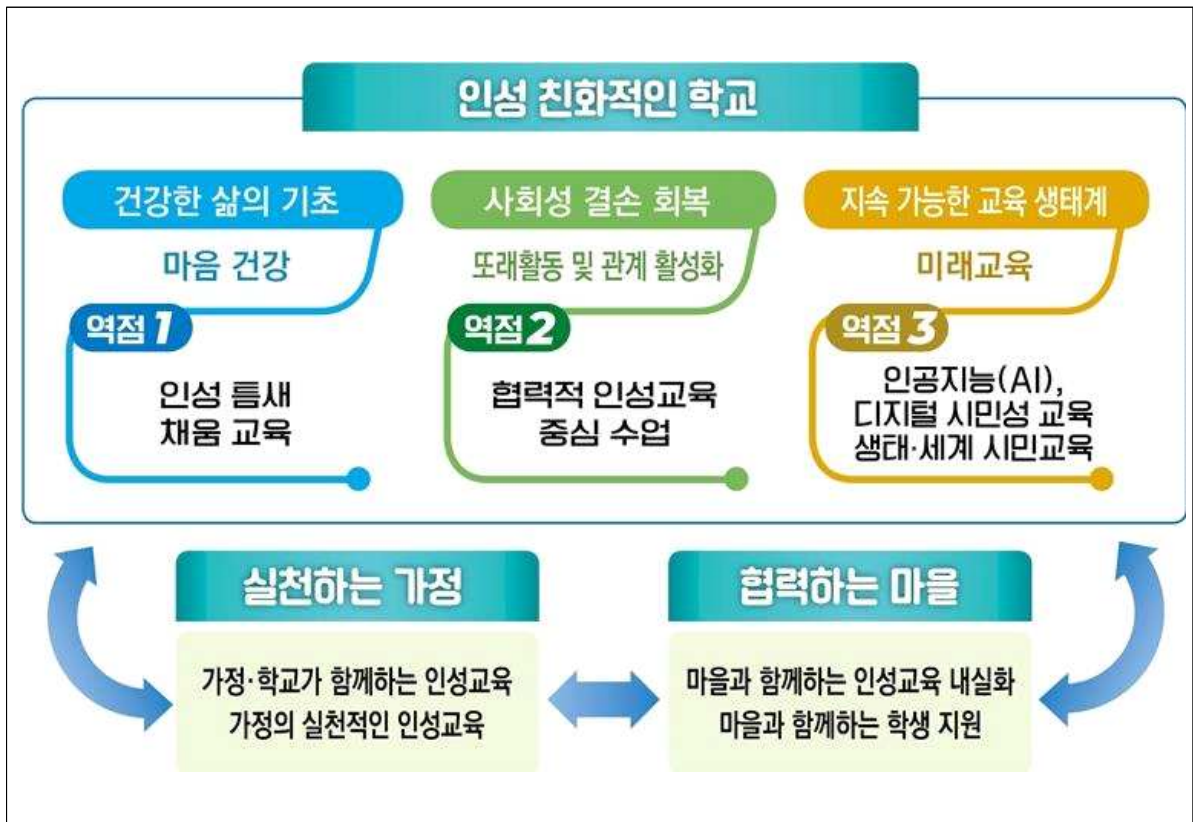 인성 친화적인 학교
건강한 삶의 기초
마음 건강
역점 1
인성 틈새
채움 교육
사회성 결손 회복
또래활동 및 관계 활성화
역점 2
협력적 인성교육
중심 수업
지속 가능한 교육 생태계
미래교육
역점 3
인공지능(AI),
디지털 시민성 교육
생태·세계 시민교육
실천하는 가정
가정·학교가 함께하는 인성교육
가정의 실천적인 인성교육
협력하는 마을
마을과 함께하는 인성교육 내실화
마을과 함께하는 학생 지원